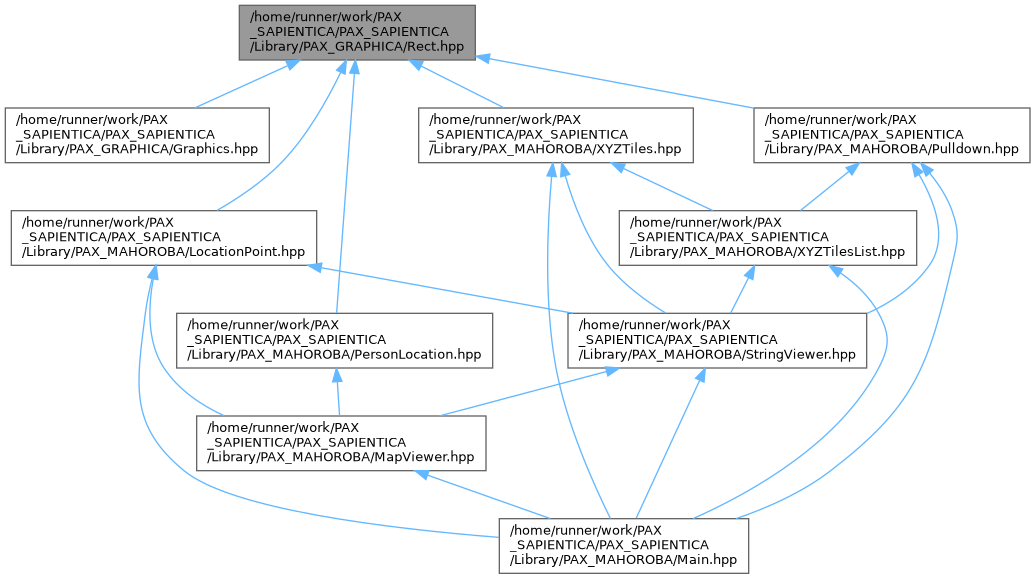 /home/runner/work/PAX
_SAPIENTICA/PAX_SAPIENTICA
/Library/PAX_GRAPHICA/Rect.hpp
/home/runner/work/PAX
_SAPIENTICA/PAX_SAPIENTICA
/Library/PAX_GRAPHICA/Graphics.hpp
/home/runner/work/PAX
_SAPIENTICA/PAX_SAPIENTICA
/Library/PAX_MAHOROBA/XYZTiles.hpp
/home/runner/work/PAX
_SAPIENTICA/PAX_SAPIENTICA
/Library/PAX_MAHOROBA/Pulldown.hpp
/home/runner/work/PAX
_SAPIENTICA/PAX_SAPIENTICA
/Library/PAX_MAHOROBA/LocationPoint.hpp
/home/runner/work/PAX
_SAPIENTICA/PAX_SAPIENTICA
/Library/PAX_MAHOROBA/XYZTilesList.hpp
/home/runner/work/PAX
_SAPIENTICA/PAX_SAPIENTICA
/Library/PAX_MAHOROBA/PersonLocation.hpp
/home/runner/work/PAX
_SAPIENTICA/PAX_SAPIENTICA
/Library/PAX_MAHOROBA/StringViewer.hpp
/home/runner/work/PAX
_SAPIENTICA/PAX_SAPIENTICA
/Library/PAX_MAHOROBA/MapViewer.hpp
/home/runner/work/PAX
_SAPIENTICA/PAX_SAPIENTICA
/Library/PAX_MAHOROBA/Main.hpp